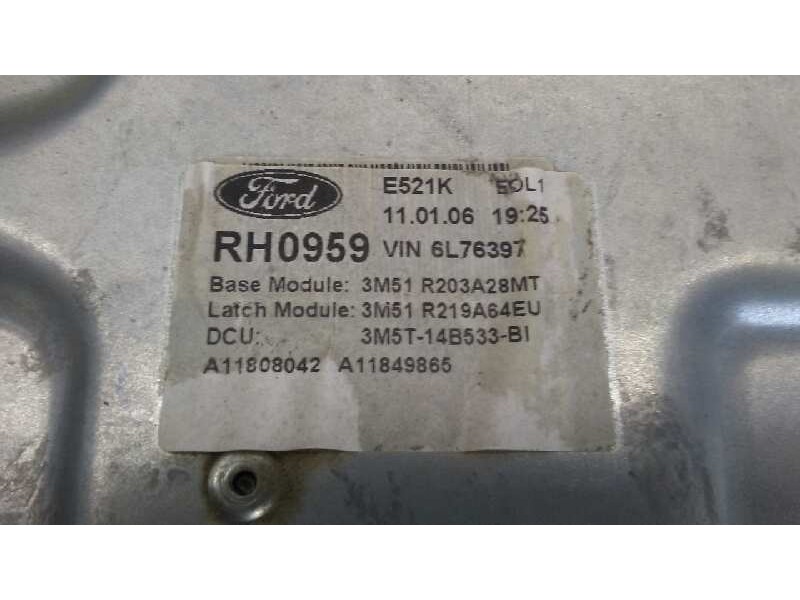 Ford
E521K EOL1
11.01.06 19:25
RH0959 VIN 6L76397
Base Module: 3M51 R203A28MT
Latch Module: 3M51 R219A64EU
DCU: 3M5T-14B533-BI
A11808042 A11849865